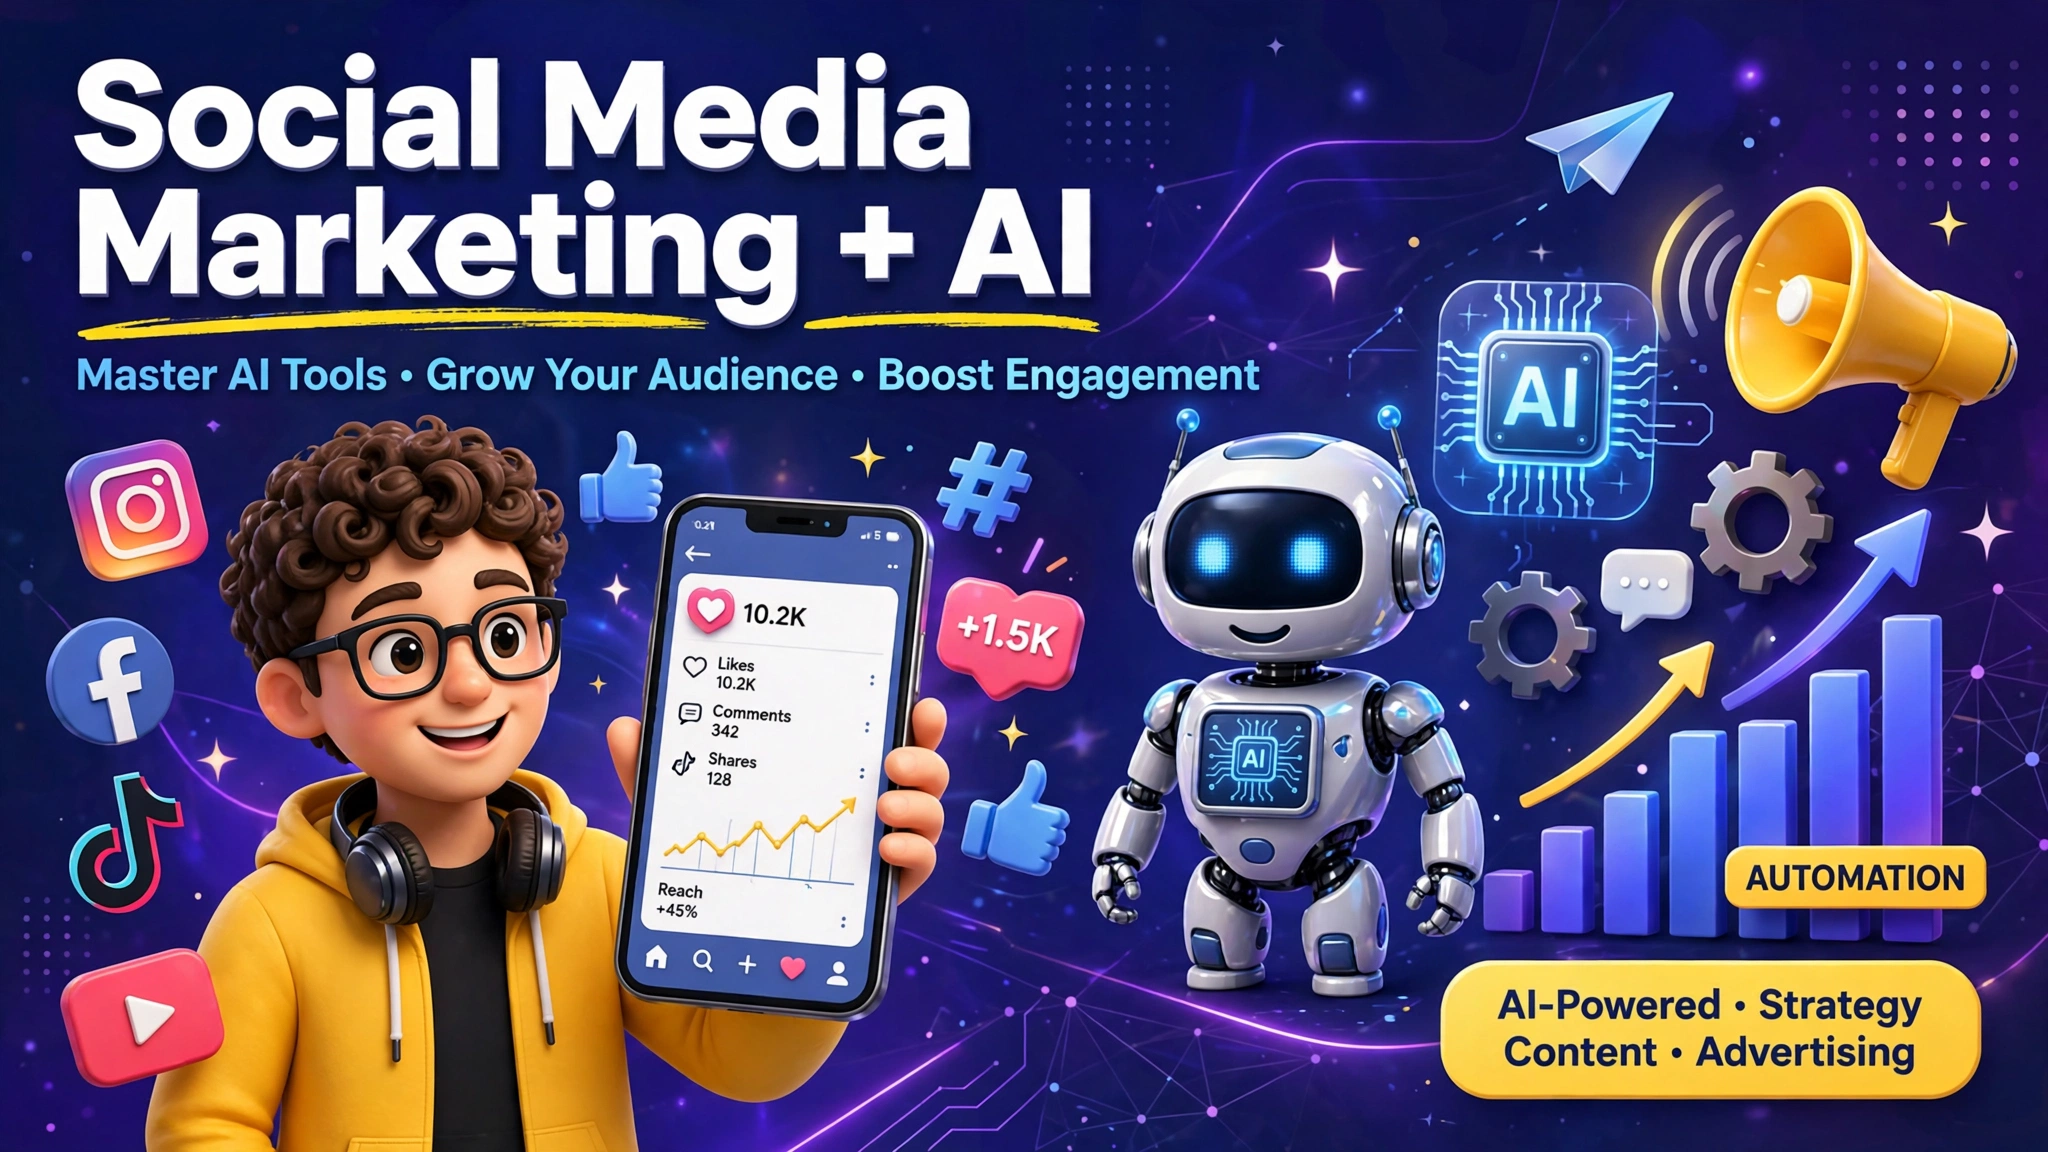 Social Media
Marketing + AI
Master AI Tools • Grow Your Audience • Boost Engagement
AI
10.2K
Likes
10.2K
Comments
342
Shares
128
Reach
+45%
+1.5K
AI
AUTOMATION
AI-Powered • Strategy
Content • Advertising